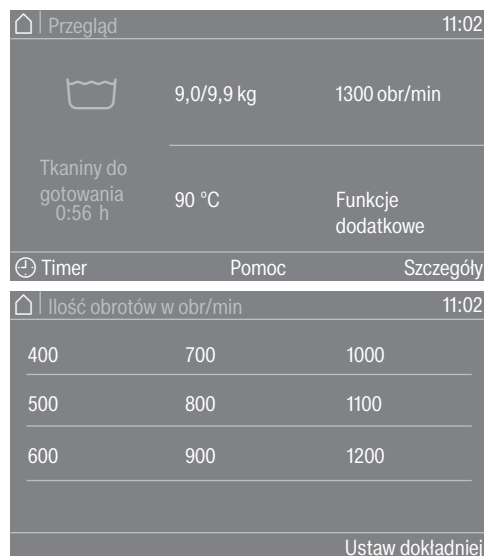 Przegląd 11:02
9,0/9,9 kg 1300 obr/min
Tkaniny do
gotowania
0:56 h
90 °C Funkcje
dodatkowe
Timer Pomoc Szczegóły
Ilość obrotów w obr/min 11:02
400 700 1000
500 800 1100
600 900 1200
Ustaw dokładniej